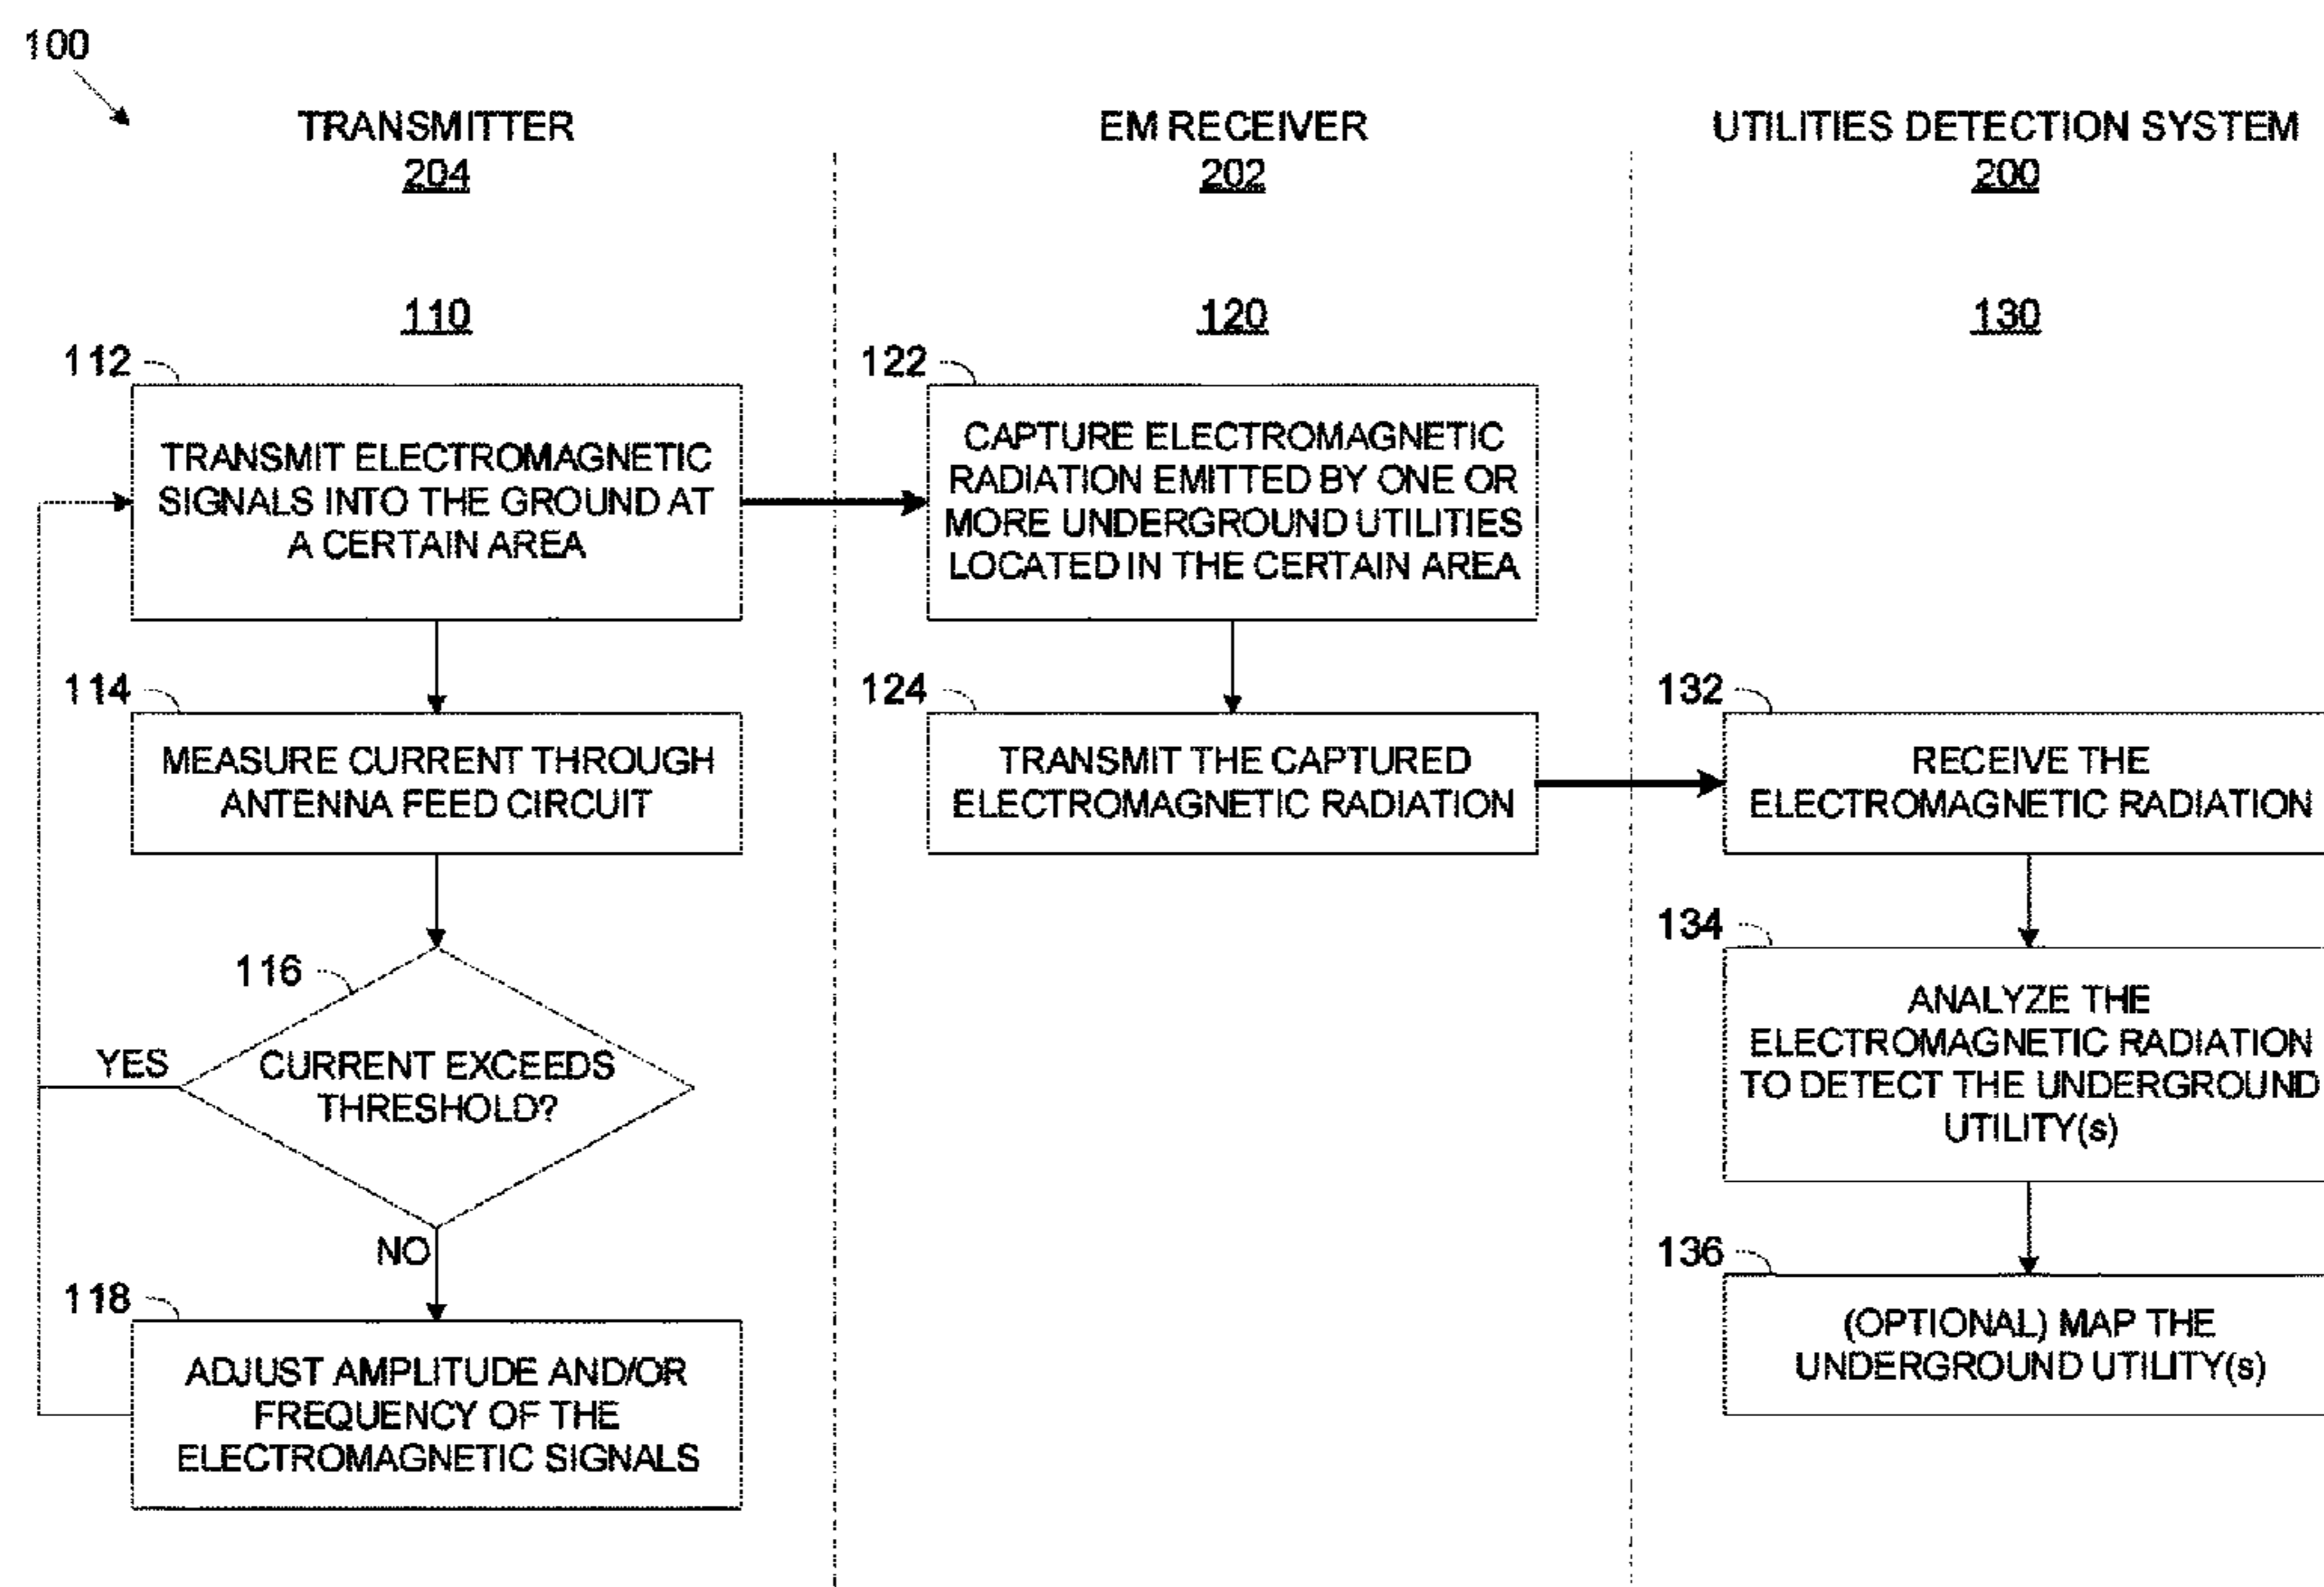 100
TRANSMITTER
204
EM RECEIVER
202
UTILITIES DETECTION SYSTEM
200
110
120
130
112
TRANSMIT ELECTROMAGNETIC
SIGNALS INTO THE GROUND AT
A CERTAIN AREA
122
CAPTURE ELECTROMAGNETIC
RADIATION EMITTED BY ONE OR
MORE UNDERGROUND UTILITIES
LOCATED IN THE CERTAIN AREA
114
MEASURE CURRENT THROUGH
ANTENNA FEED CIRCUIT
124
TRANSMIT THE CAPTURED
ELECTROMAGNETIC RADIATION
132
RECEIVE THE
ELECTROMAGNETIC RADIATION
116
CURRENT EXCEEDS
THRESHOLD?
YES
NO
134
ANALYZE THE
ELECTROMAGNETIC RADIATION
TO DETECT THE UNDERGROUND
UTILITY(s)
118
ADJUST AMPLITUDE AND/OR
FREQUENCY OF THE
ELECTROMAGNETIC SIGNALS
136
(OPTIONAL) MAP THE
UNDERGROUND UTILITY(s)